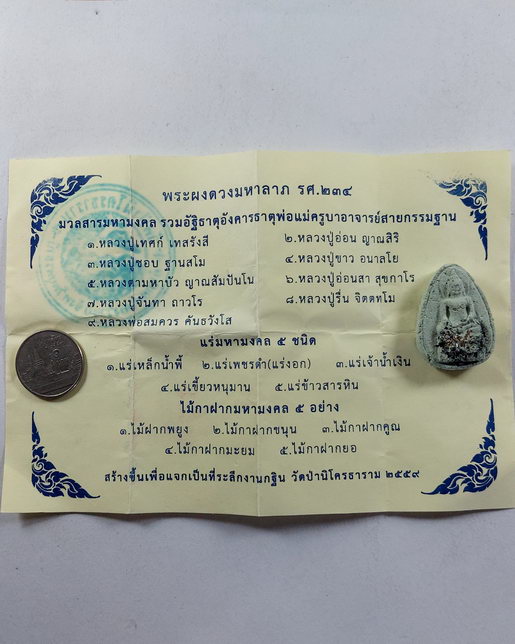 พระผงดวงมหาลาภ รศ.๒๓๔
มวลสารมหามงคล รวมอัฐิธาตุอังคารธาตุพ่อแม่ครูบาอาจารย์สายกรรมฐาน
๑.หลวงปู่เทศก์ เทสรังสี ๒.หลวงปู่อ่อน ญาณสิริ
๓.หลวงปู่ชอบ ฐานสโม ๔.หลวงปู่ขาว อนาลโย
๕.หลวงตามหาบัว ญาณสัมปันโน ๖.หลวงปู่อ่อนสา สุขกาโร
๗.หลวงปู่จันทา ถาวโร ๘.หลวงปู่รื่น จิตตทโม
๙.หลวงพ่อสมควร คันธวังโส
แร่มหามงคล ๕ ชนิด
๑.แร่เหล็กน้ำพี้ ๒.แร่เพชรดำ(แร่งอก) ๓.แร่เจ้าน้ำเงิน
๔.แร่เขี้ยวหนุมาน ๕.แร่ข้าวสารหิน
ไม้กาฝากมหามงคล ๕ อย่าง
๑.ไม้ฝากพยูง ๒.ไม้กาฝากขนุน ๓.ไม้กาฝากคูณ
๔.ไม้กาฝากมะยม ๕.ไม้กาฝากยอ
สร้างขึ้นเพื่อแจกเป็นที่ระลึกงานกฐิน วัดป่านิโครธาราม ๒๕๕๙